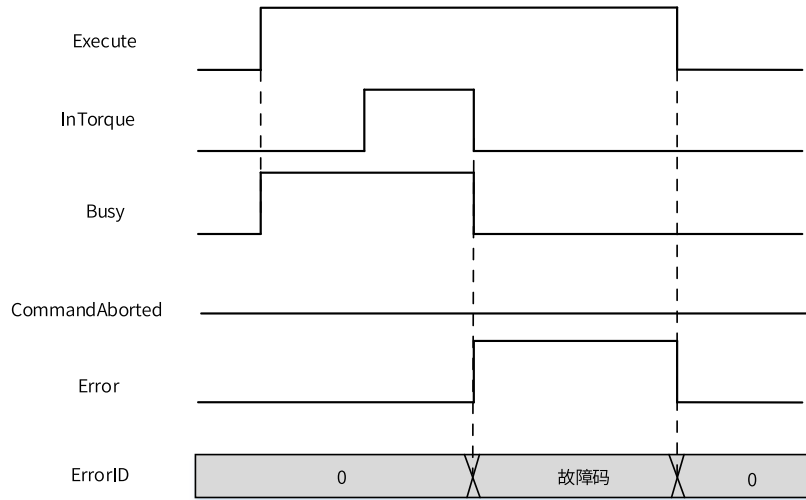 Execute
InTorque
Busy
CommandAborted
Error
ErrorID 0 故障码 0